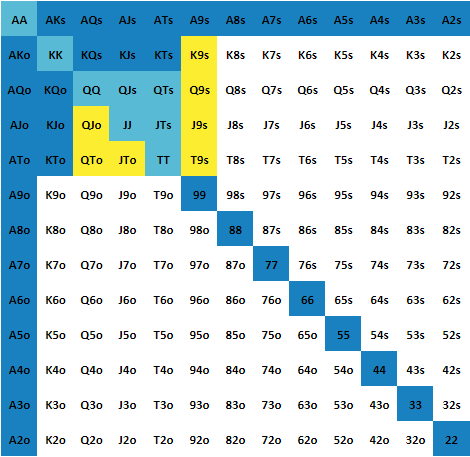 AA AKs AQs AJs ATs A9s A8s A7s A6s A5s A4s A3s A2s
AKo KK KQs KJs KTs K9s K8s K7s K6s K5s K4s K3s K2s
AQo KQo QQ QJs QTs Q9s Q8s Q7s Q6s Q5s Q4s Q3s Q2s
AJo KJo QJo JJ JTs J9s J8s J7s J6s J5s J4s J3s J2s
ATo KTo QTo JTo TT T9s T8s T7s T6s T5s T4s T3s T2s
A9o K9o Q9o J9o T9o 99 98s 97s 96s 95s 94s 93s 92s
A8o K8o Q8o J8o T8o 98o 88 87s 86s 85s 84s 83s 82s
A7o K7o Q7o J7o T7o 97o 87o 77 76s 75s 74s 73s 72s
A6o K6o Q6o J6o T6o 96o 86o 76o 66 65s 64s 63s 62s
A5o K5o Q5o J5o T5o 95o 85o 75o 65o 55 54s 53s 52s
A4o K4o Q4o J4o T4o 94o 84o 74o 64o 54o 44 43s 42s
A3o K3o Q3o J3o T3o 93o 83o 73o 63o 53o 43o 33 32s
A2o K2o Q2o J2o T2o 92o 82o 72o 62o 52o 42o 32o 22